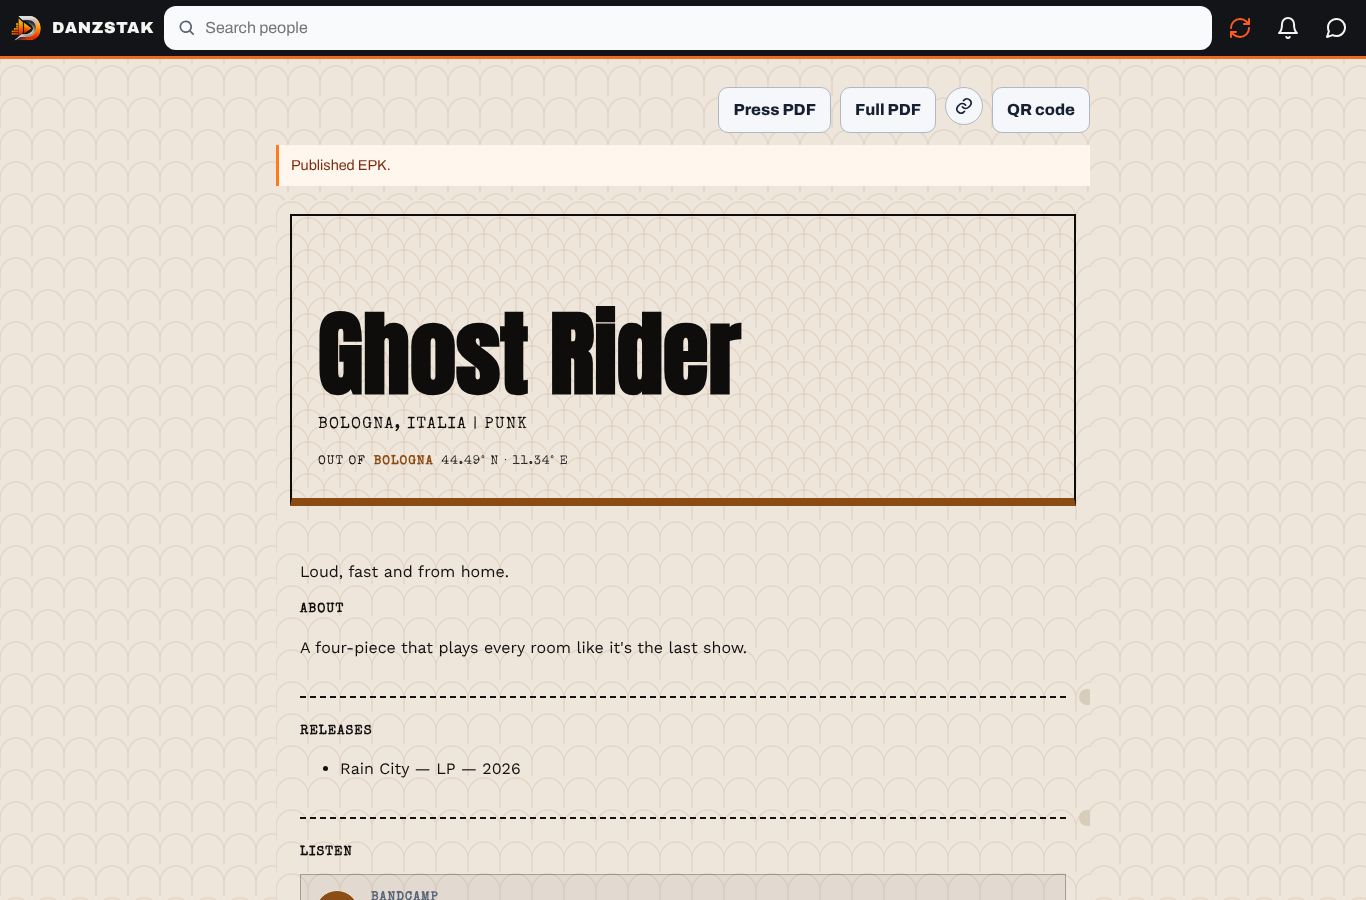 DANZSTAK
Search people
Press PDF
Full PDF
QR code
Published EPK.
Ghost Rider
BOLOGNA, ITALIA | PUNK
OUT OF BOLOGNA 44.49° N · 11.34° E
Loud, fast and from home.
ABOUT
A four-piece that plays every room like it's the last show.
RELEASES
• Rain City — LP — 2026
LISTEN
BANDCAMP